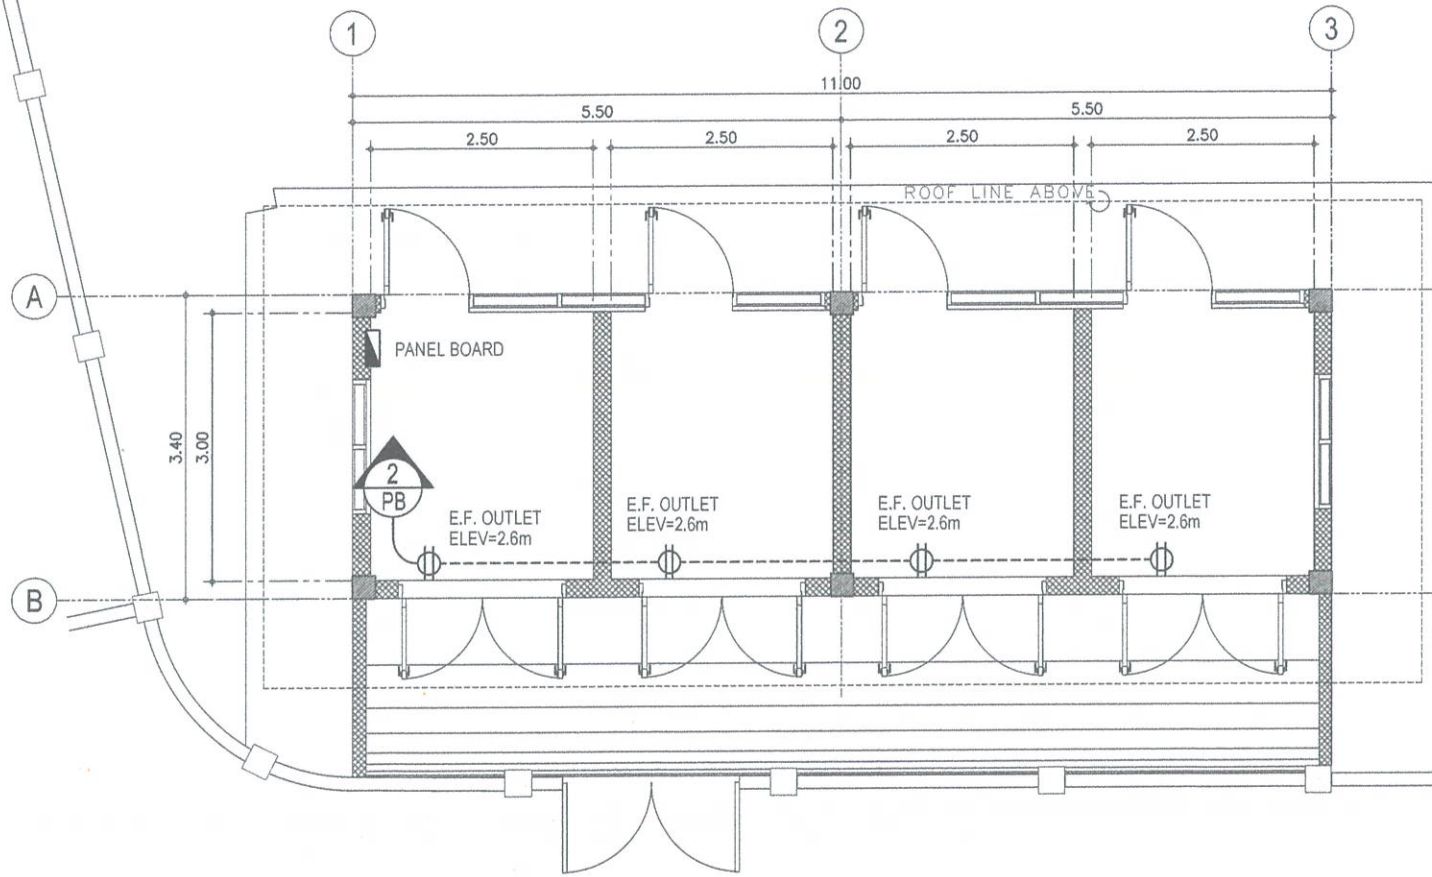 1
2
3
11.00
5.50
5.50
2.50
2.50
2.50
2.50
ROOF LINE ABOVE
A
PANEL BOARD
3.40
3.00
2
PB
E.F. OUTLET
ELEV=2.6m
E.F. OUTLET
ELEV=2.6m
E.F. OUTLET
ELEV=2.6m
E.F. OUTLET
ELEV=2.6m
B